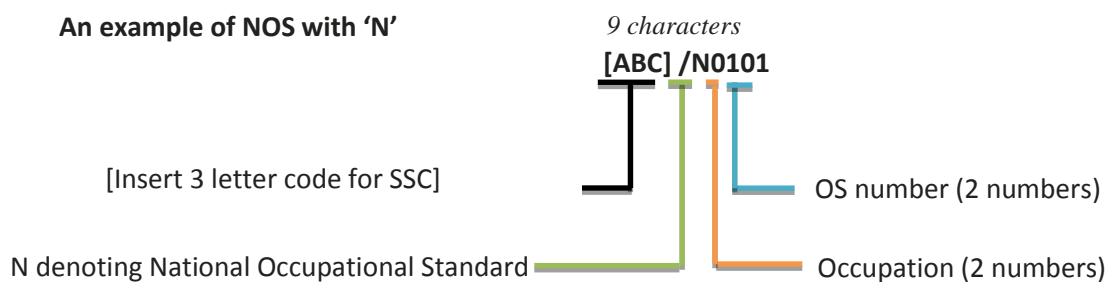 An example of NOS with ‘N’
9 characters
[ABC] /N0101
[Insert 3 letter code for SSC]
OS number (2 numbers)
N denoting National Occupational Standard
Occupation (2 numbers)